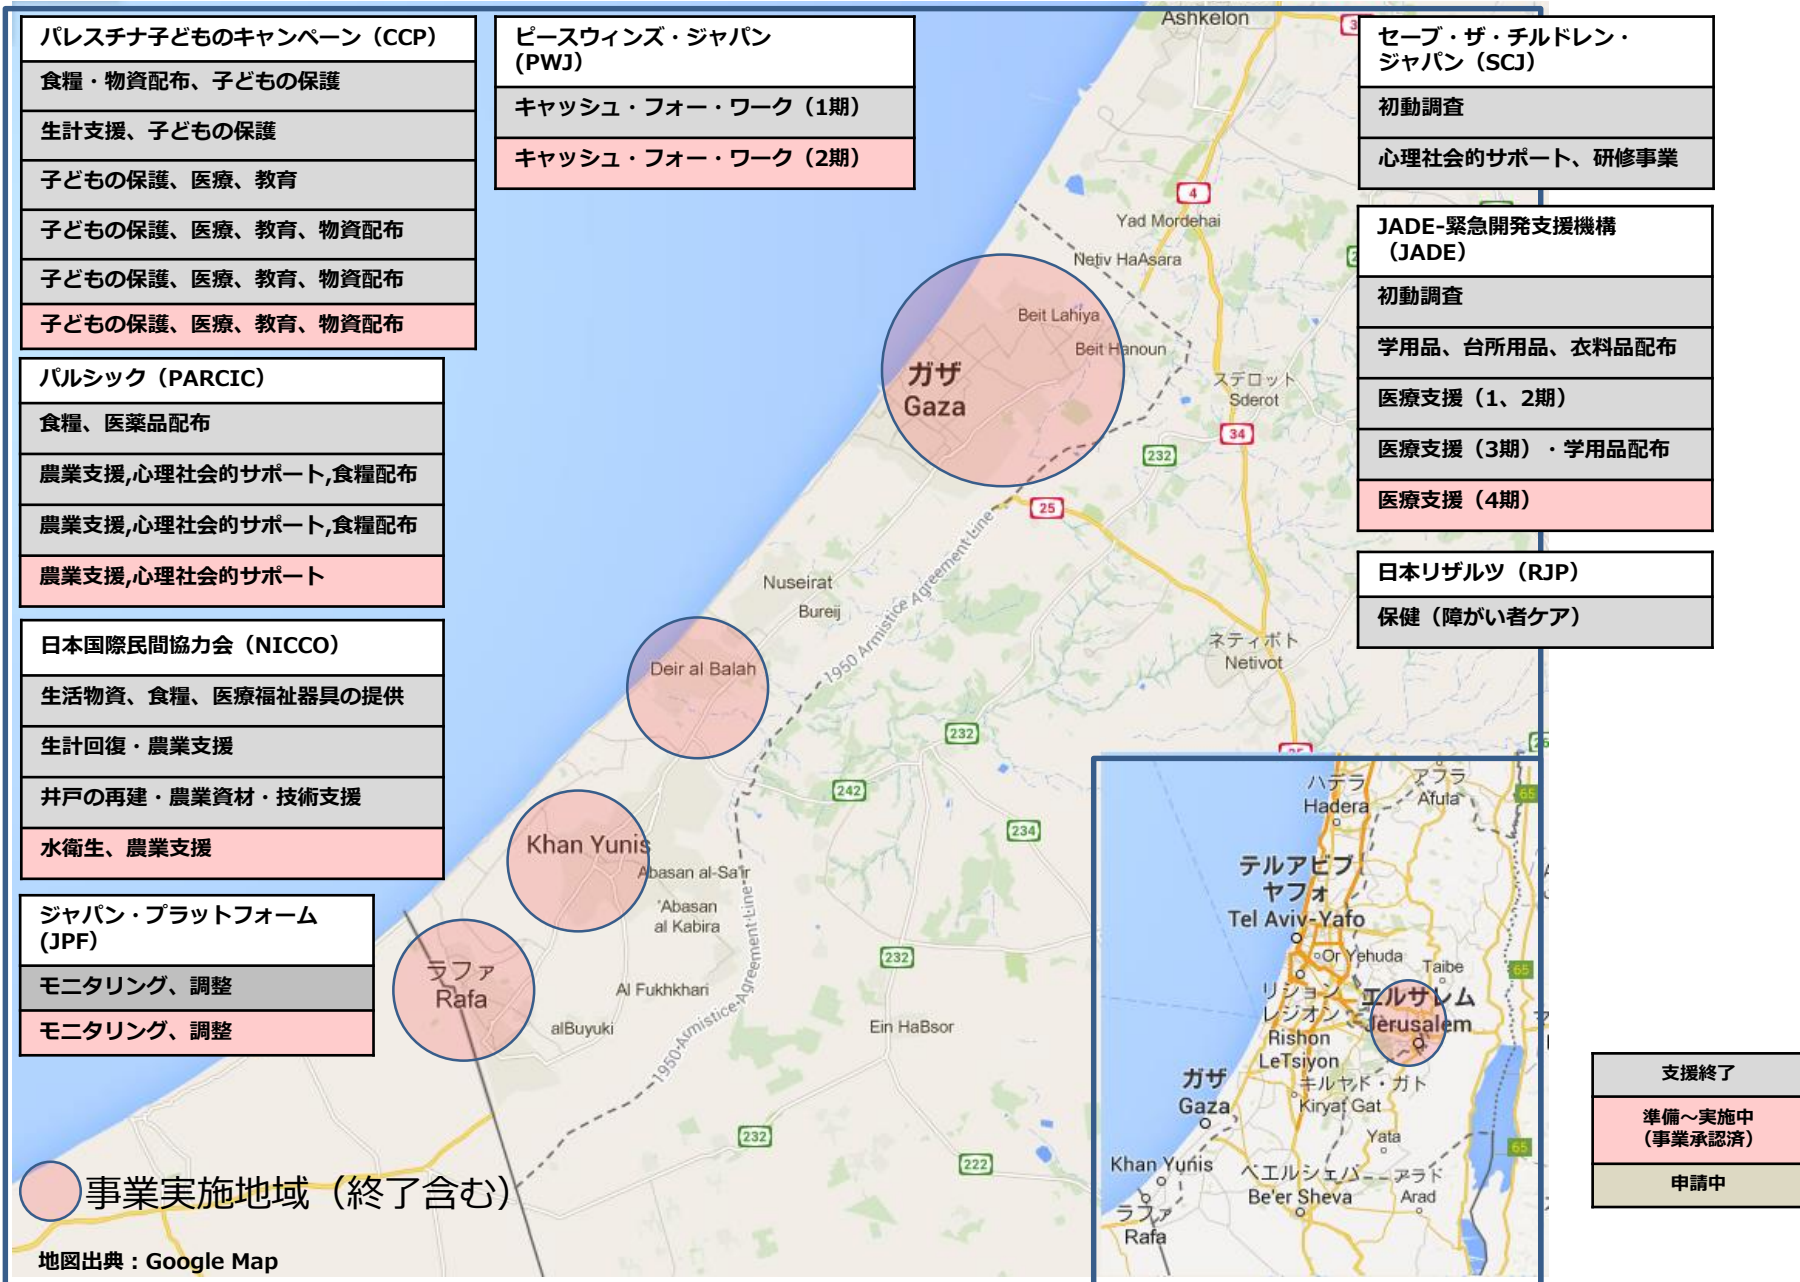 パレスチナ子どものキャンペーン（CCP）
食糧・物資配布、子どもの保護
生計支援、子どもの保護
子どもの保護、医療、教育
子どもの保護、医療、教育、物資配布
子どもの保護、医療、教育、物資配布
子どもの保護、医療、教育、物資配布
パルシック（PARCIC）
食糧、医薬品配布
農業支援,心理社会的サポート,食糧配布
農業支援,心理社会的サポート,食糧配布
農業支援,心理社会的サポート
日本国際民間協力会（NICCO）
生活物資、食糧、医療福祉器具の提供
生計回復・農業支援
井戸の再建・農業資材・技術支援
水衛生、農業支援
ジャパン・プラットフォーム
(JPF)
モニタリング、調整
モニタリング、調整
ピースウィンズ・ジャパン
(PWJ)
キャッシュ・フォー・ワーク（1期）
キャッシュ・フォー・ワーク（2期）
セーブ・ザ・チルドレン・
ジャパン（SCJ）
初動調査
心理社会的サポート、研修事業
JADE-緊急開発支援機構
（JADE）
初動調査
学用品、台所用品、衣料品配布
医療支援（1、2期）
医療支援（3期）・学用品配布
医療支援（4期）
日本リザルツ（RJP）
保健（障がい者ケア）
Ashkelon
3
4
Yad Mordehai
Netiv HaAsara
Beit Lahiya
Beit Hanoun
ガザ
Gaza
スデロット
Sderot
34
232
25
1950 Armistice Agreement Line
Nuseirat
Bureij
ネティボト
Netivot
Deir al Balah
232
25
242
234
Khan Yunis
Abasan al-Sa'ir
'Abasan
al Kabira
232
ラファ
Rafa
Al Fukhkhari
alBuyuki
1950 Armistice Agreement Line
Ein HaBsor
232
222
ハデラ
Hadera
アフラ
Afula
65
テルアビブ
ヤフォ
Tel Aviv-Yafo
Or Yehuda
Taibe
65
リション
レジオン
Rishon
LeTsiyon
エルサレム
Jerusalem
ガザ
Gaza
キルヤト・ガト
Kiryat Gat
Yata
65
Khan Yunis
ベエルシェバ
Be'er Sheva
アラド
Arad
ラファ
Rafa
事業実施地域（終了含む）
地図出典：Google Map
支援終了
準備～実施中
（事業承認済）
申請中